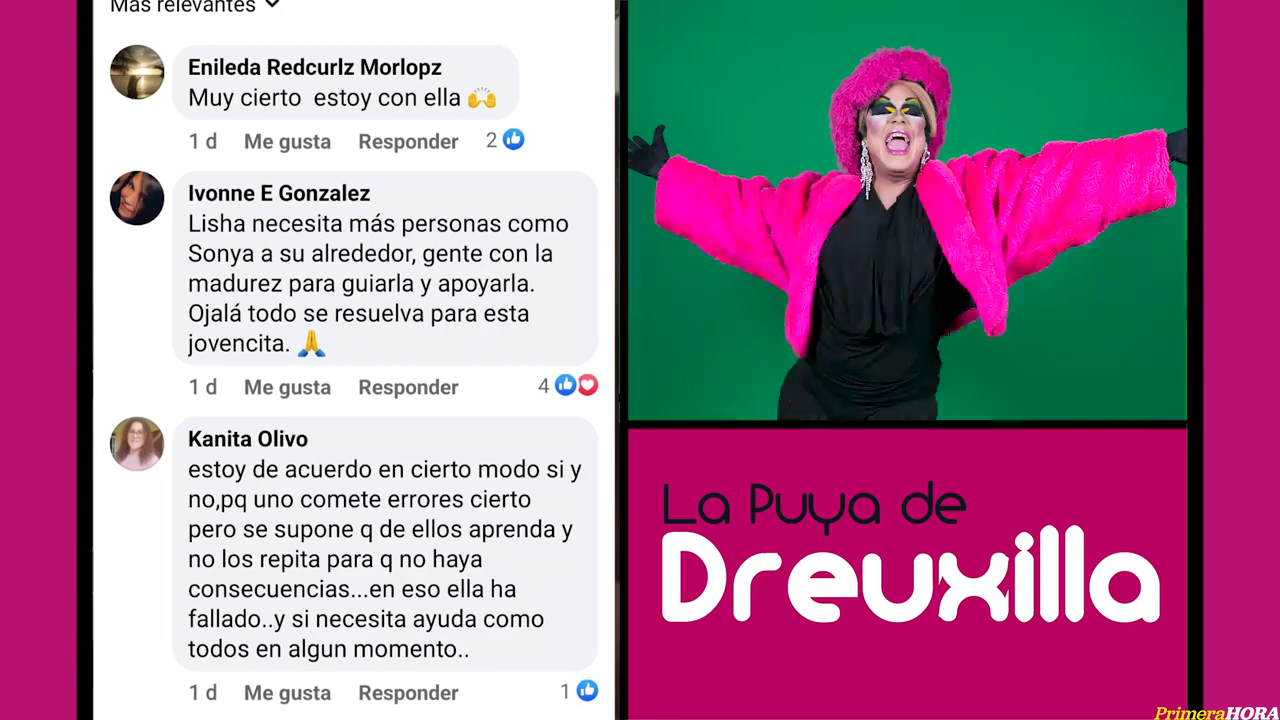 Más relevantes
Enileda Redcurlz Morlopz
Muy cierto estoy con ella 🙌
1 d Me gusta Responder 2
Ivonne E Gonzalez
Lisha necesita más personas como
Sonya a su alrededor, gente con la
madurez para guiarla y apoyarla.
Ojalá todo se resuelva para esta
jovencita. 🙏
1 d Me gusta Responder 4
Kanita Olivo
estoy de acuerdo en cierto modo si y
no,pq uno comete errores cierto
pero se supone q de ellos aprenda y
no los repita para q no haya
consecuencias...en eso ella ha
fallado..y si necesita ayuda como
todos en algun momento..
1 d Me gusta Responder 1
La Puya de
Dreuxilla
PrimeraHORA